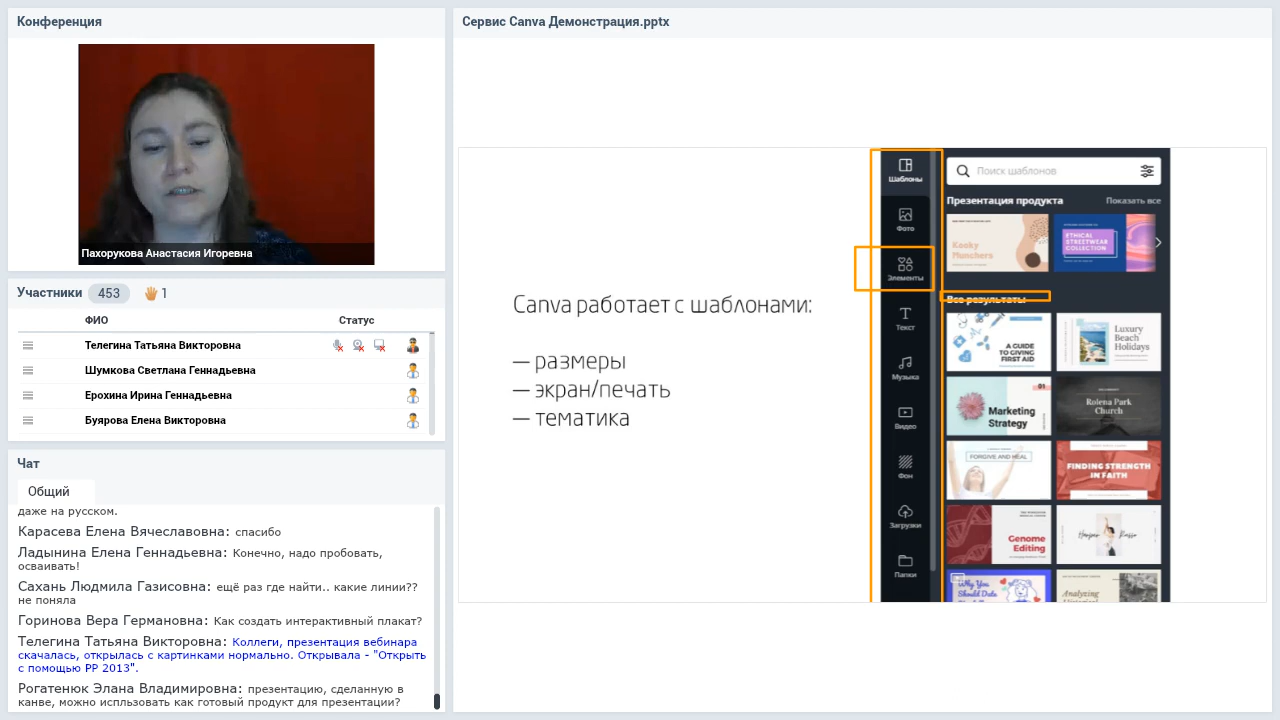 Конференция
Пахорукова Анастасия Игоревна
Участники 453 1
ФИО Статус
Телегина Татьяна Викторовна
Шумкова Светлана Геннадьевна
Ерохина Ирина Геннадьевна
Буярова Елена Викторовна
Чат
Общий
даже на русском.
Карасева Елена Вячеславовна: спасибо
Ладынина Елена Геннадьевна: Конечно, надо пробовать,
осваивать!
Сахань Людмила Газисовна: ещё раз где найти.. какие линии??
не поняла
Горинова Вера Германовна: Как создать интерактивный плакат?
Телегина Татьяна Викторовна: Коллеги, презентация вебинара
скачалась, открылась с картинками нормально. Открывала - "Открыть
с помощью PP 2013".
Рогатенюк Элана Владимировна: презентацию, сделанную в
канве, можно испльзовать как готовый продукт для презентации?
Сервис Canva Демонстрация.pptx
Canva работает с шаблонами:
— размеры
— экран/печать
— тематика
Шаблоны
Фото
Элементы
Текст
Музыка
Видео
Фон
Загрузки
Папки
Поиск шаблонов
Презентация продукта Показать все
Kooky
Munchers
ETHICAL
STREETWEAR
COLLECTION
Все результаты
A GUIDE
TO GIVING
FIRST AID
Luxury
Beach
Holidays
Marketing
Strategy
01
Rolena Park
Church
FORGIVE AND HEAL
FINDING STRENGTH
IN FAITH
Genome
Editing
Harper Russo
Why You
Should Date
Analyzing